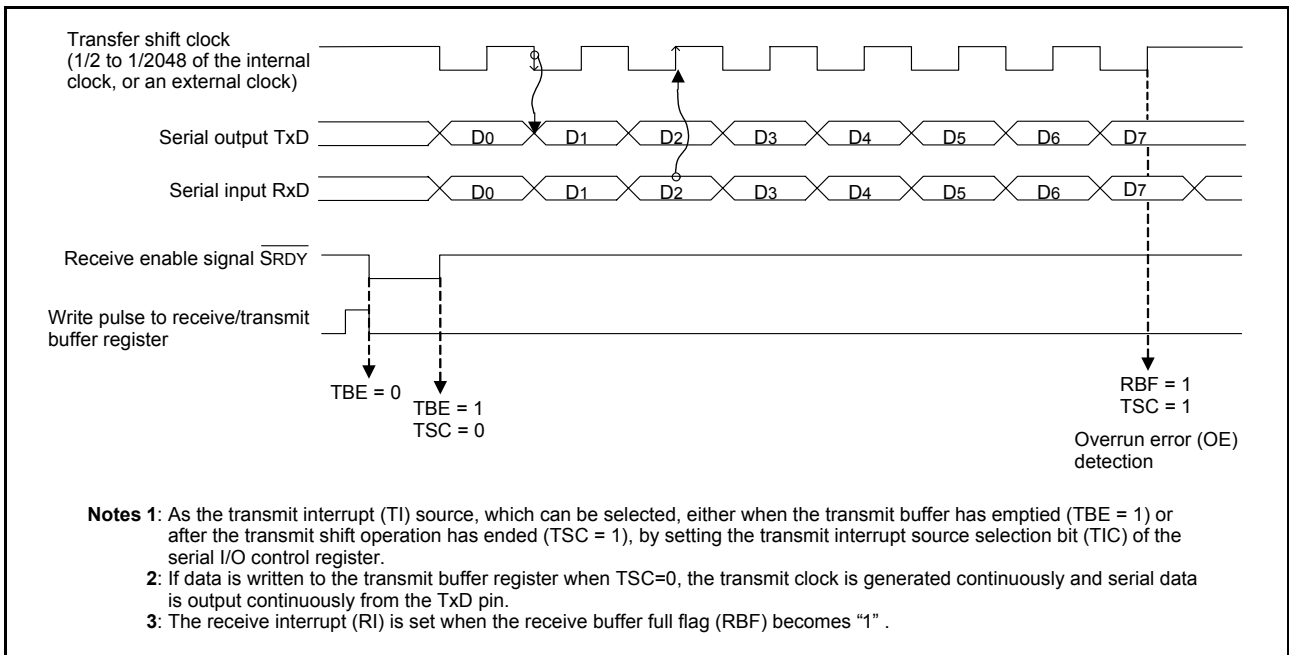 Transfer shift clock
(1/2 to 1/2048 of the internal
clock, or an external clock)
Serial output TxD
D0 D1 D2 D3 D4 D5 D6 D7
Serial input RxD
D0 D1 D2 D3 D4 D5 D6 D7
Receive enable signal SRDY
Write pulse to receive/transmit
buffer register
TBE = 0
TBE = 1
TSC = 0
RBF = 1
TSC = 1
Overrun error (OE)
detection
Notes 1: As the transmit interrupt (TI) source, which can be selected, either when the transmit buffer has emptied (TBE = 1) or
after the transmit shift operation has ended (TSC = 1), by setting the transmit interrupt source selection bit (TIC) of the
serial I/O control register.
2: If data is written to the transmit buffer register when TSC=0, the transmit clock is generated continuously and serial data
is output continuously from the TxD pin.
3: The receive interrupt (RI) is set when the receive buffer full flag (RBF) becomes “1” .